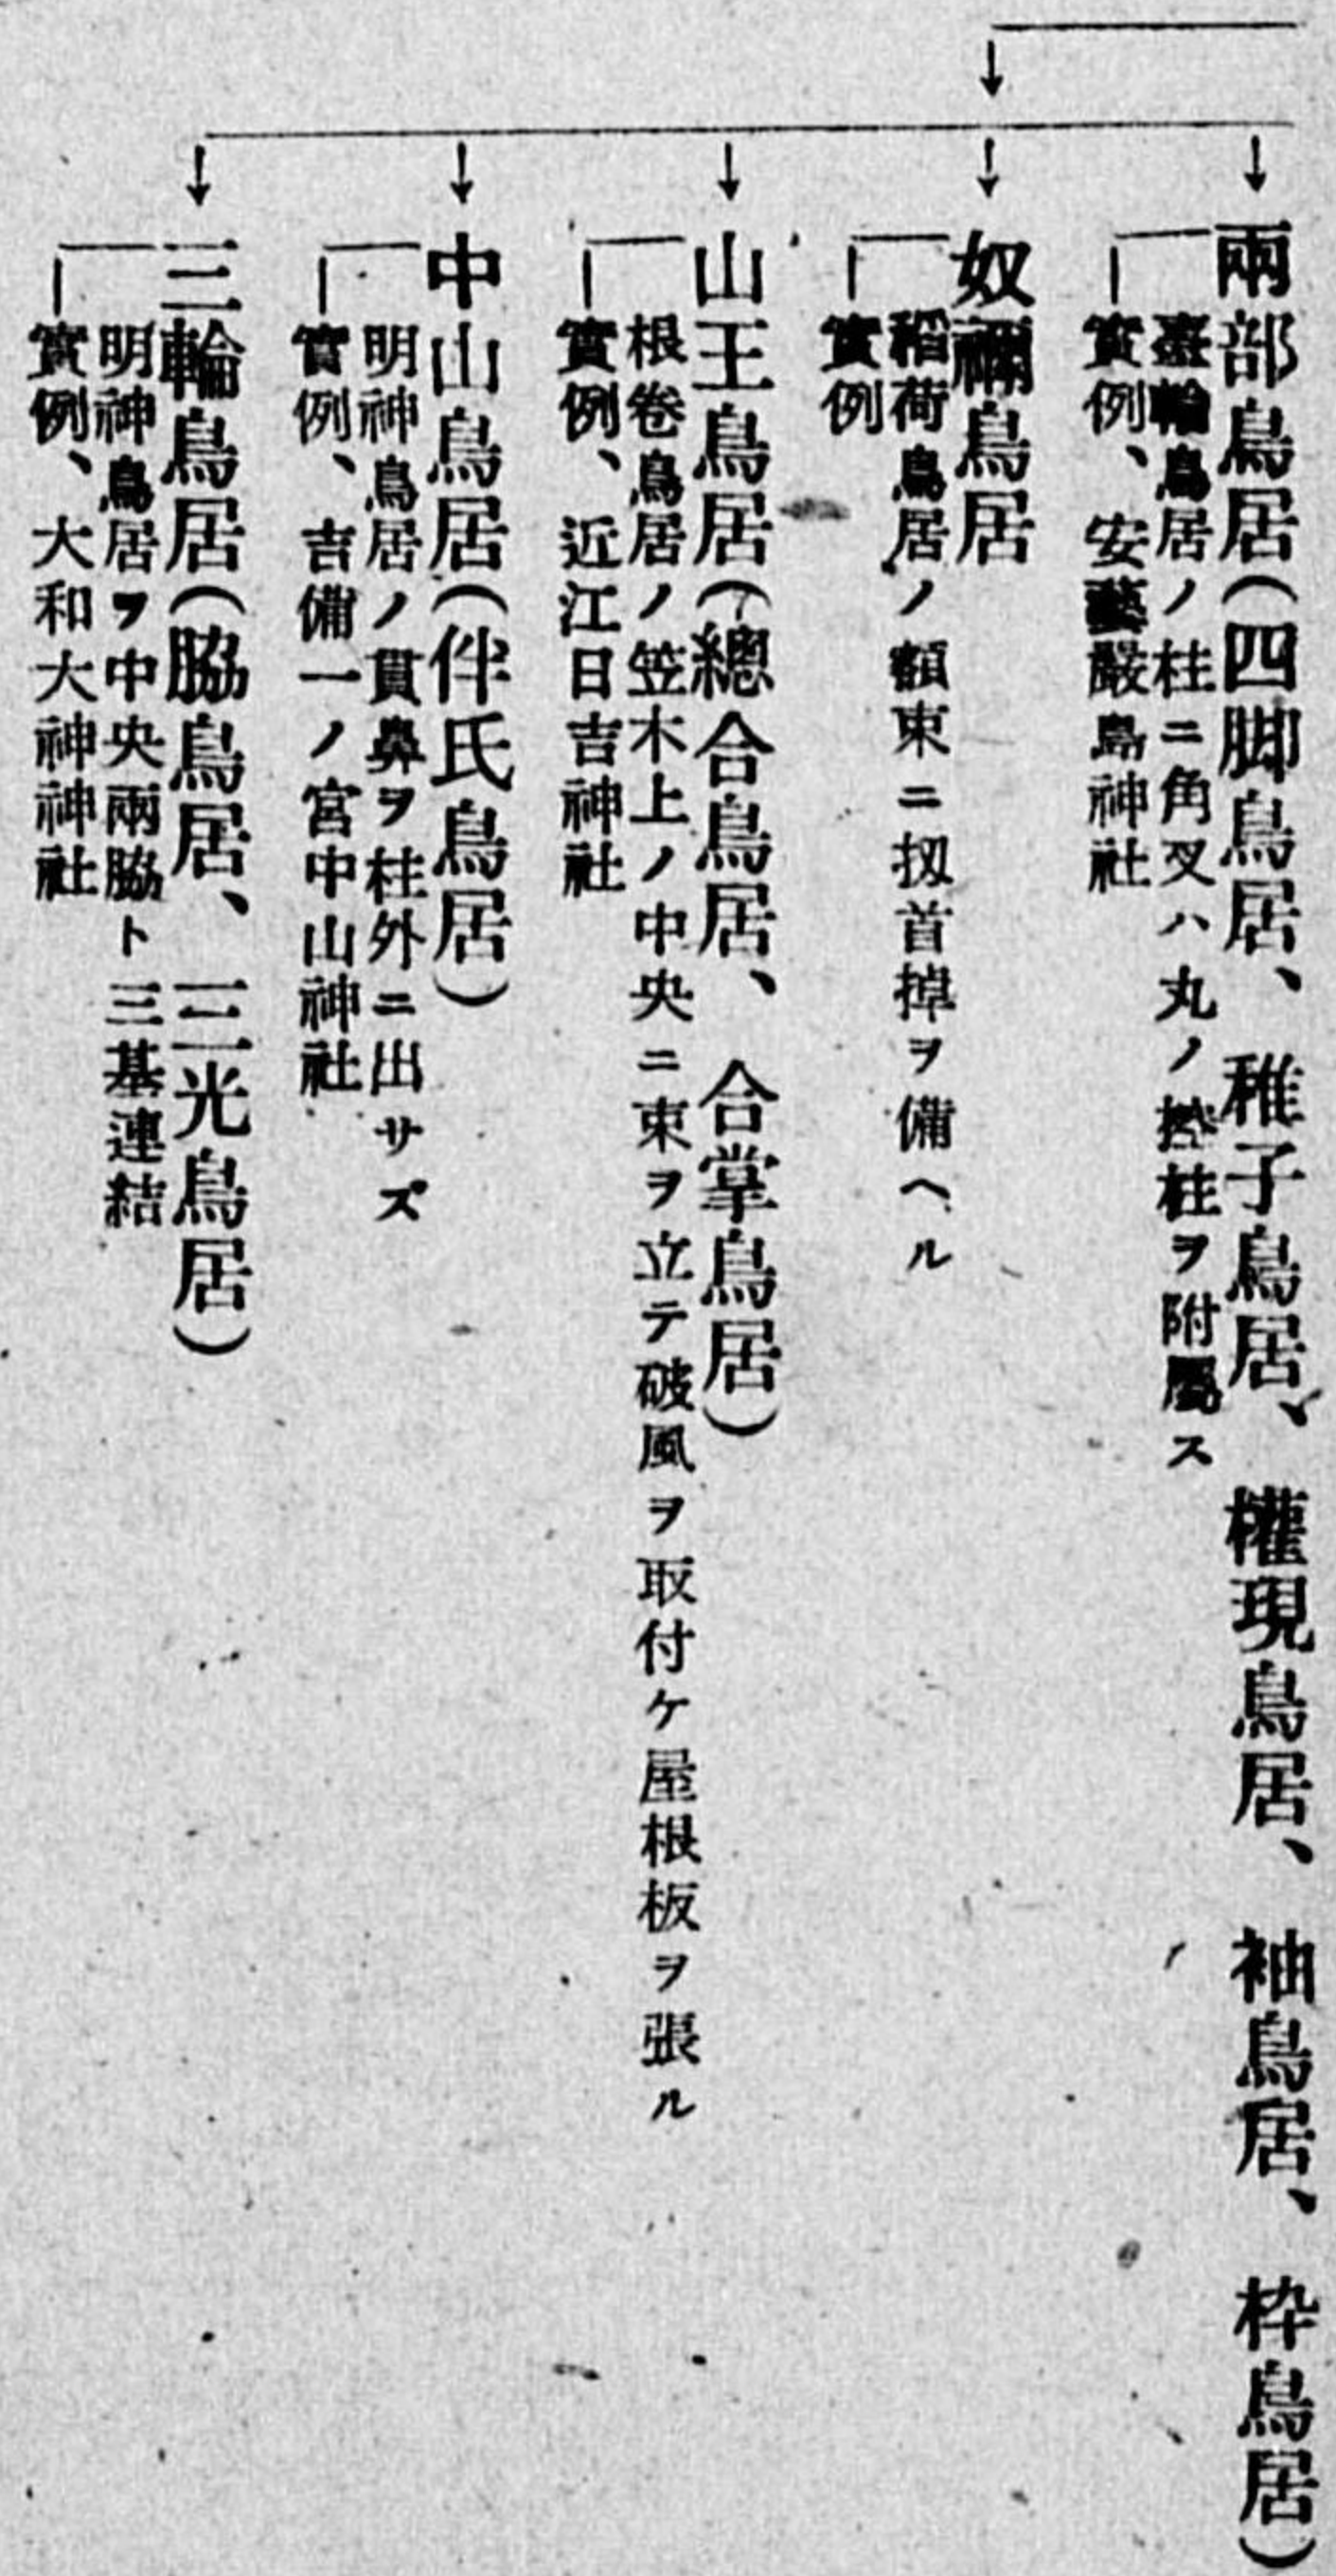 兩部鳥居(四脚鳥居、稚子鳥居、權現鳥居、袖鳥居、枠鳥居)
臺輪鳥居ノ柱ニ角叉ハ丸ノ控柱ヲ附屬ス
實例、安藝嚴島神社
奴禰鳥居
稲荷鳥居ノ額束ニ扠首掉ヲ備ヘル
實例
山王鳥居(總合鳥居、合掌鳥居)
根卷鳥居ノ笠木上ノ中央ニ束ヲ立テ破風ヲ取付ケ屋根板ヲ張ル
實例、近江日吉神社
中山鳥居(伴氏鳥居)
明神鳥居ノ貫鼻ヲ柱外ニ出サズ
實例、吉備一ノ宮中山神社
三輪鳥居(脇鳥居、三光鳥居)
明神鳥居ヲ中央兩脇ト三基連結
實例、大和大神神社